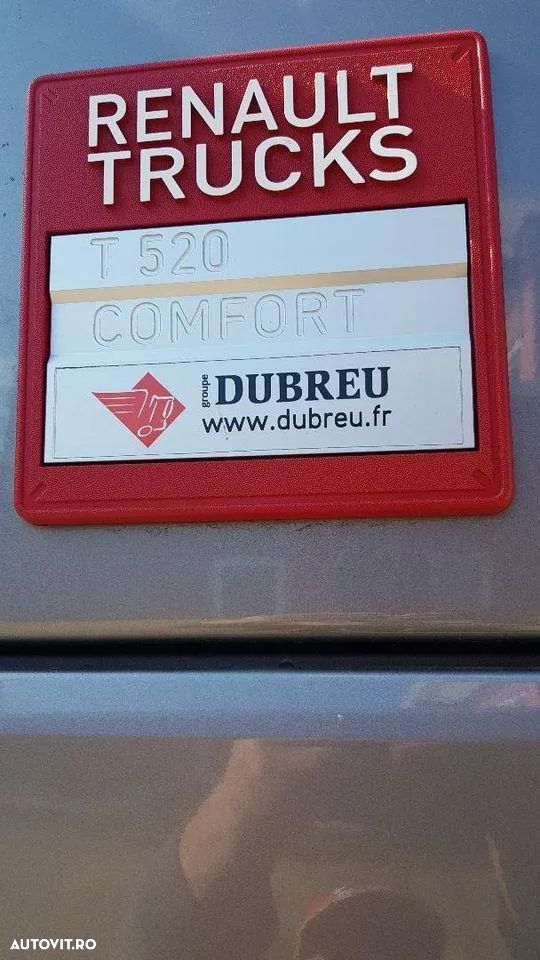 RENAULT
TRUCKS
T 520
COMFORT
groupe DUBREU
www.dubreu.fr
AUTOVIT.RO